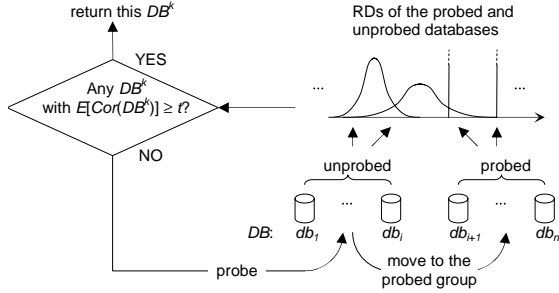 return this DB^k
RDs of the probed and
unprobed databases
YES
Any DB^k
with E[Cor(DB^k)] ≥ t?
...
...
NO
unprobed
probed
...
...
DB: db_1 db_i db_{i+1} db_n
probe
move to the
probed group